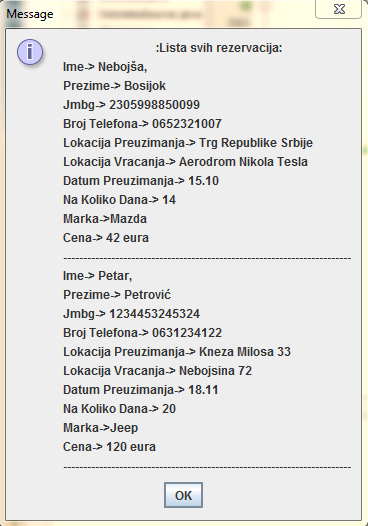 Message
:Lista svih rezervacija:
Ime-> Nebojša,
Prezime-> Bosijok
Jmbg-> 2305998850099
Broj Telefona-> 0652321007
Lokacija Preuzimanja-> Trg Republike Srbije
Lokacija Vracanja-> Aerodrom Nikola Tesla
Datum Preuzimanja-> 15.10
Na Koliko Dana-> 14
Marka->Mazda
Cena-> 42 eura
------------------------------------------------------------------------
Ime-> Petar,
Prezime-> Petrović
Jmbg-> 1234453245324
Broj Telefona-> 0631234122
Lokacija Preuzimanja-> Kneza Milosa 33
Lokacija Vracanja-> Nebojsina 72
Datum Preuzimanja-> 18.11
Na Koliko Dana-> 20
Marka->Jeep
Cena-> 120 eura
------------------------------------------------------------------------
OK